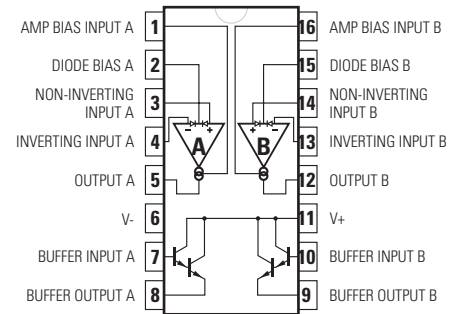 AMP BIAS INPUT A 1 16 AMP BIAS INPUT B
DIODE BIAS A 2 15 DIODE BIAS B
NON-INVERTING INPUT A 3 14 NON-INVERTING INPUT B
INVERTING INPUT A 4 - + A - + B 13 INVERTING INPUT B
OUTPUT A 5 12 OUTPUT B
V- 6 11 V+
BUFFER INPUT A 7 10 BUFFER INPUT B
BUFFER OUTPUT A 8 9 BUFFER OUTPUT B